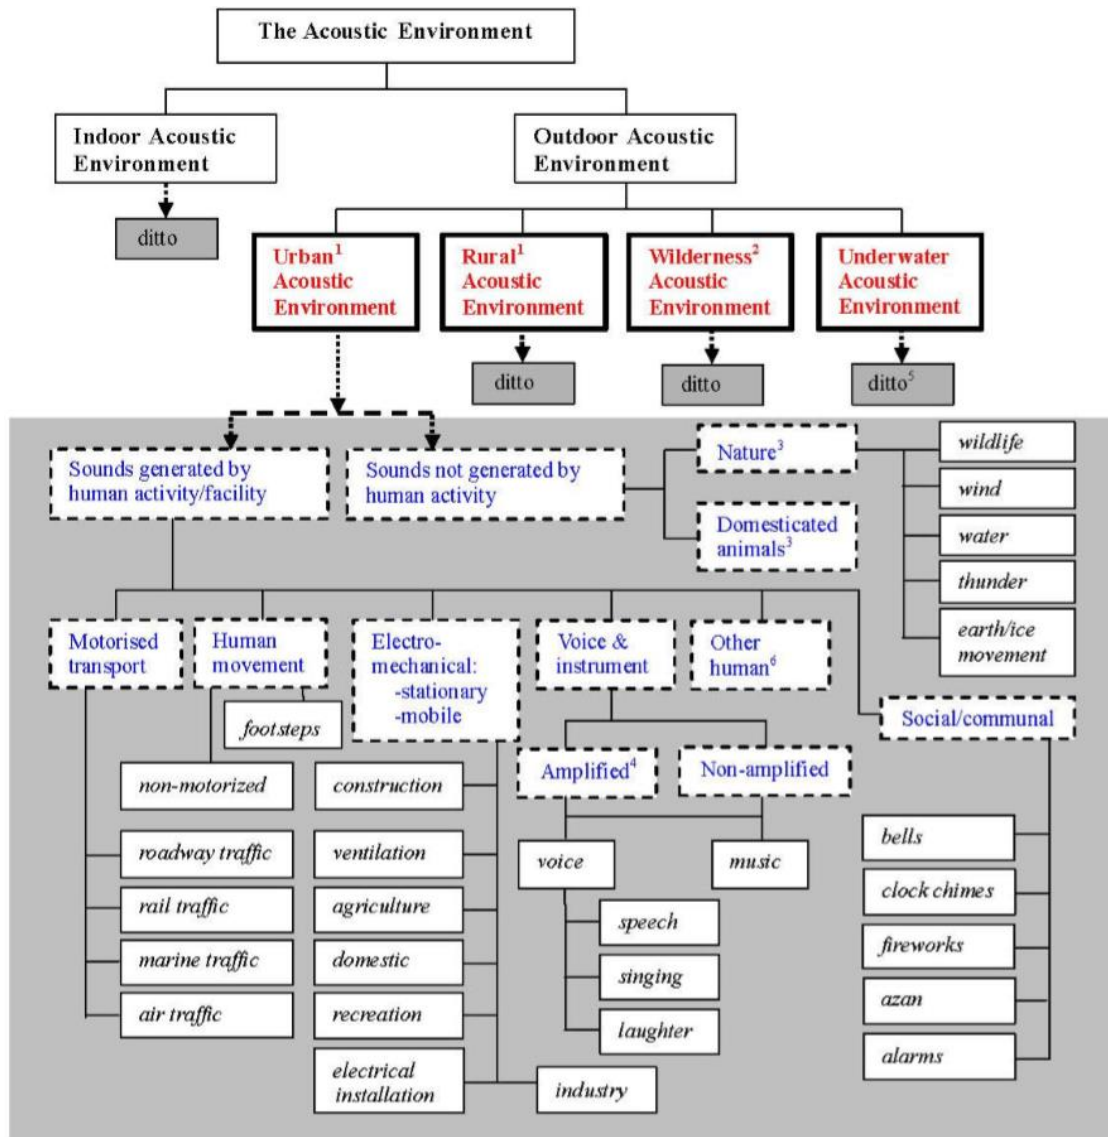 The Acoustic Environment
Indoor Acoustic
Environment
Outdoor Acoustic
Environment
ditto
Urban¹
Acoustic
Environment
Rural¹
Acoustic
Environment
Wilderness²
Acoustic
Environment
Underwater
Acoustic
Environment
ditto
ditto
ditto⁵
Sounds generated by
human activity/facility
Sounds not generated by
human activity
Nature³
Domesticated
animals³
wildlife
wind
water
thunder
earth/ice
movement
Motorised
transport
Human
movement
Electro-
mechanical:
-stationary
-mobile
Voice &
instrument
Other
human⁶
Social/communal
footsteps
non-motorized
roadway traffic
rail traffic
marine traffic
air traffic
construction
ventilation
agriculture
domestic
recreation
electrical
installation
industry
Amplified⁴
Non-amplified
voice
music
speech
singing
laughter
bells
clock chimes
fireworks
azan
alarms